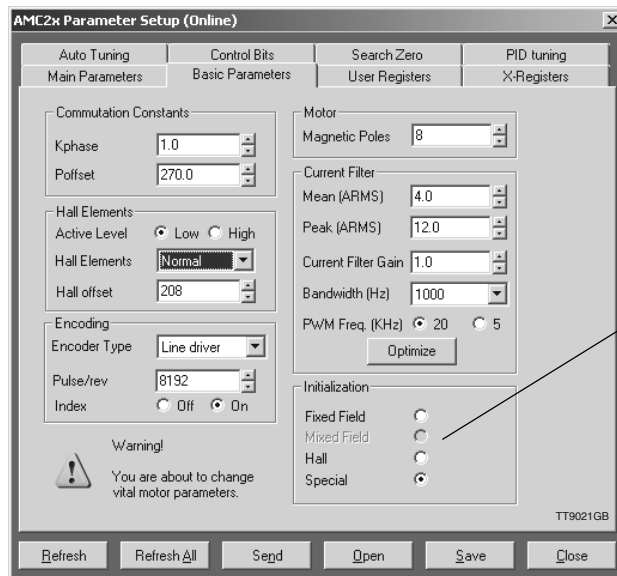 AMC2x Parameter Setup (Online)
Auto Tuning
Control Bits
Search Zero
PID tuning
Main Parameters
Basic Parameters
User Registers
X-Registers
Commutation Constants
Kphase 1.0
Poffset 270.0
Hall Elements
Active Level Low High
Hall Elements Normal
Hall offset 208
Encoding
Encoder Type Line driver
Pulse/rev 8192
Index Off On
Warning!
You are about to change
vital motor parameters.
Motor
Magnetic Poles 8
Current Filter
Mean (ARMS) 4.0
Peak (ARMS) 12.0
Current Filter Gain 1.0
Bandwidth (Hz) 1000
PWM Freq. (KHz) 20 5
Optimize
Initialization
Fixed Field
Mixed Field
Hall
Special
TT9021GB
Refresh
Refresh All
Send
Open
Save
Close